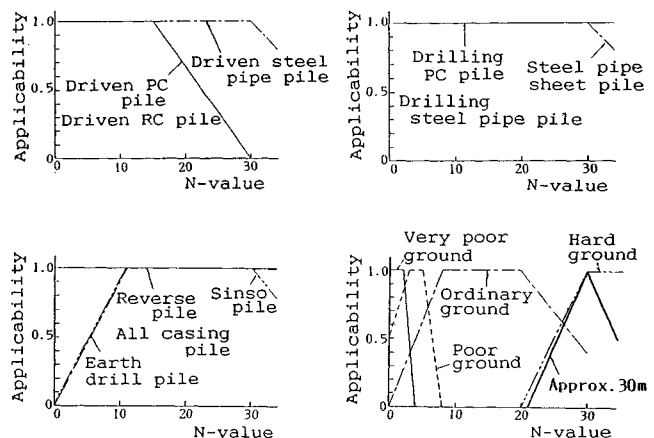 Applicability
1.0
0.5
0
10
20
30
N-value
Driven PC
pile
Driven RC pile
Driven steel
pipe pile
Applicability
1.0
0.5
0
10
20
30
N-value
Drilling
PC pile
Drilling
steel pipe pile
Steel pipe
sheet pile
Applicability
1.0
0.5
0
0
10
20
30
N-value
Reverse
pile
Sinso
pile
All casing
pile
Earth
drill pile
Applicability
1.0
0.5
0
0
10
20
30
N-value
Very poor
ground
Hard
ground
Ordinary
ground
Poor
ground
Approx.30m